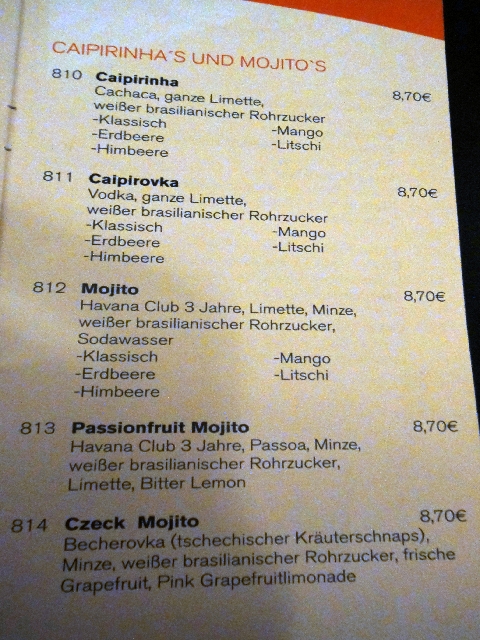 CAIPIRINHA´S UND MOJITO`S
810 Caipirinha 8,70€
Cachaca, ganze Limette,
weißer brasilianischer Rohrzucker
-Klassisch -Mango
-Erdbeere -Litschi
-Himbeere
811 Caipirovka 8,70€
Vodka, ganze Limette,
weißer brasilianischer Rohrzucker
-Klassisch -Mango
-Erdbeere -Litschi
-Himbeere
812 Mojito 8,70€
Havana Club 3 Jahre, Limette, Minze,
weißer brasilianischer Rohrzucker,
Sodawasser
-Klassisch -Mango
-Erdbeere -Litschi
-Himbeere
813 Passionfruit Mojito 8,70€
Havana Club 3 Jahre, Passoa, Minze,
weißer brasilianischer Rohrzucker,
Limette, Bitter Lemon
814 Czeck Mojito 8,70€
Becherovka (tschechischer Kräuterschnaps),
Minze, weißer brasilianischer Rohrzucker, frische
Grapefruit, Pink Grapefruitlimonade